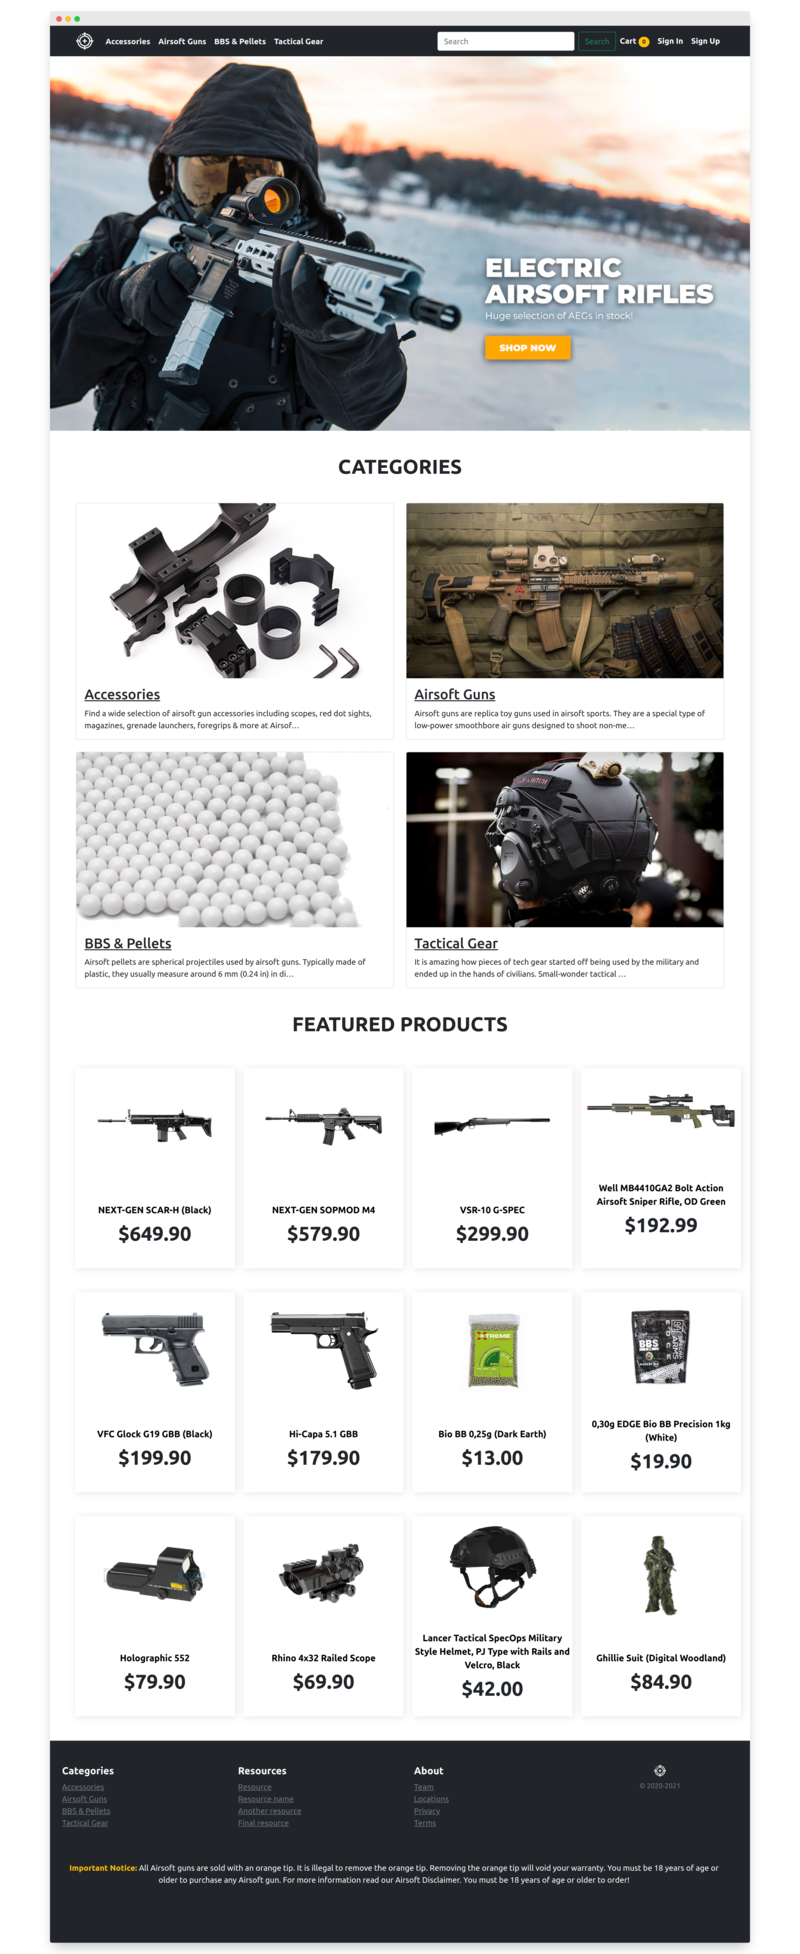 Accessories Airsoft Guns BBS & Pellets Tactical Gear Search Search Cart 0 Sign In Sign Up
ELECTRIC
AIRSOFT RIFLES
Huge selection of AEGs in stock!
SHOP NOW
CATEGORIES
Accessories
Find a wide selection of airsoft gun accessories including scopes, red dot sights,
magazines, grenade launchers, foregrips & more at Airsof...
Airsoft Guns
Airsoft guns are replica toy guns used in airsoft sports. They are a special type of
low-power smoothbore air guns designed to shoot non-me...
BBS & Pellets
Airsoft pellets are spherical projectiles used by airsoft guns. Typically made of
plastic, they usually measure around 6 mm (0.24 in) in di...
Tactical Gear
It is amazing how pieces of tech gear started off being used by the military and
ended up in the hands of civilians. Small-wonder tactical ...
FEATURED PRODUCTS
NEXT-GEN SCAR-H (Black)
$649.90
NEXT-GEN SOPMOD M4
$579.90
VSR-10 G-SPEC
$299.90
Well MB4410GA2 Bolt Action
Airsoft Sniper Rifle, OD Green
$192.99
VFC Glock G19 GBB (Black)
$199.90
Hi-Capa 5.1 GBB
$179.90
XTREME
Bio BB 0,25g (Dark Earth)
$13.00
BBS
ARMS
EDGE
0,30g EDGE Bio BB Precision 1kg
(White)
$19.90
Holographic 552
$79.90
Rhino 4x32 Railed Scope
$69.90
Lancer Tactical SpecOps Military
Style Helmet, PJ Type with Rails and
Velcro, Black
$42.00
Ghillie Suit (Digital Woodland)
$84.90
Categories
Accessories
Airsoft Guns
BBS & Pellets
Tactical Gear
Resources
Resource
Resource name
Another resource
Final resource
About
Team
Locations
Privacy
Terms
© 2020-2021
Important Notice: All Airsoft guns are sold with an orange tip. It is illegal to remove the orange tip. Removing the orange tip will void your warranty. You must be 18 years of age or
older to purchase any Airsoft gun. For more information read our Airsoft Disclaimer. You must be 18 years of age or older to order!